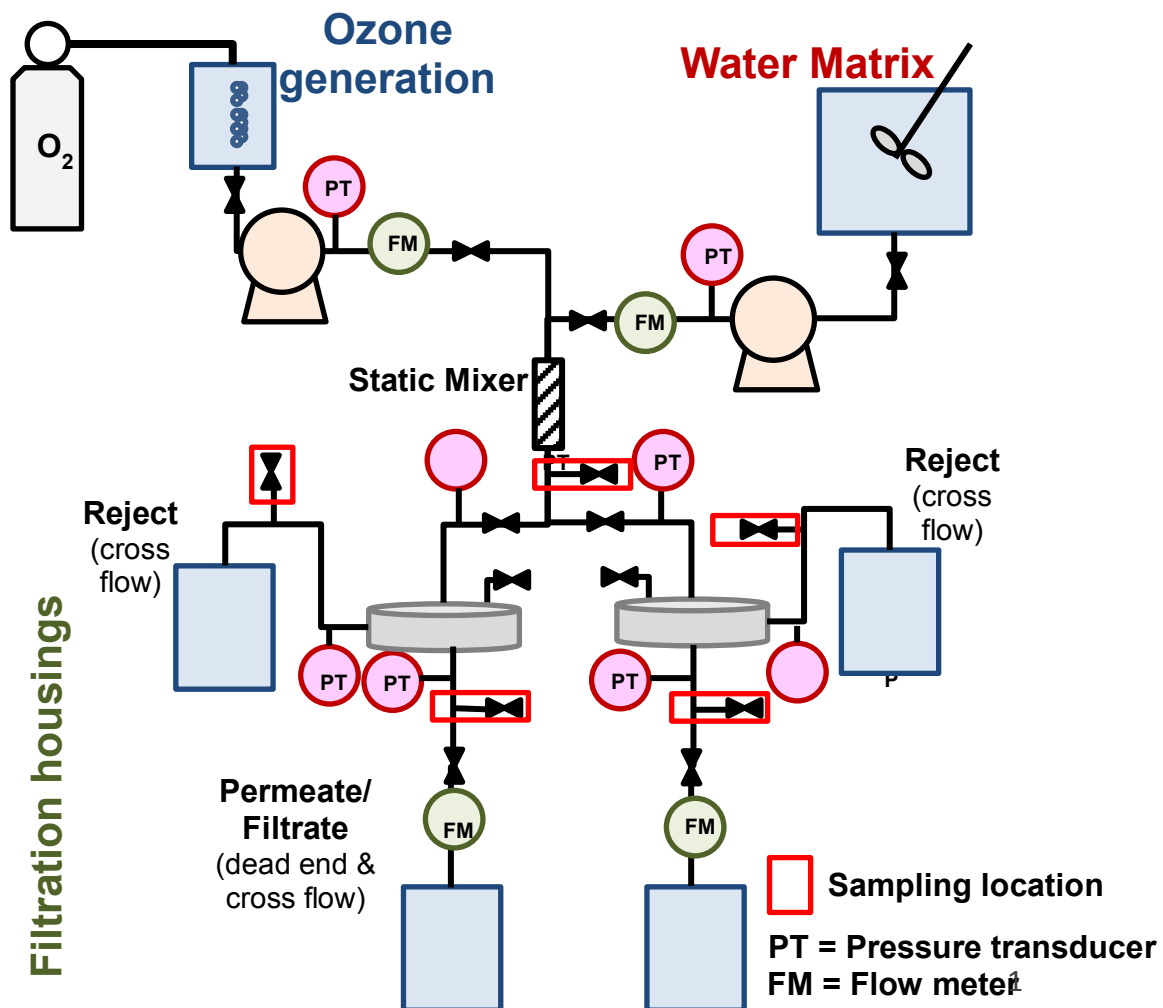 Ozone
generation
Water Matrix
O2
PT
FM
PT
FM
Static Mixer
PT
PT
Reject
(cross
flow)
Reject
(cross
flow)
PT
PT
PT
P
Filtration housings
Permeate/
Filtrate
(dead end &
cross flow)
FM
FM
Sampling location
PT = Pressure transducer
FM = Flow meter
1